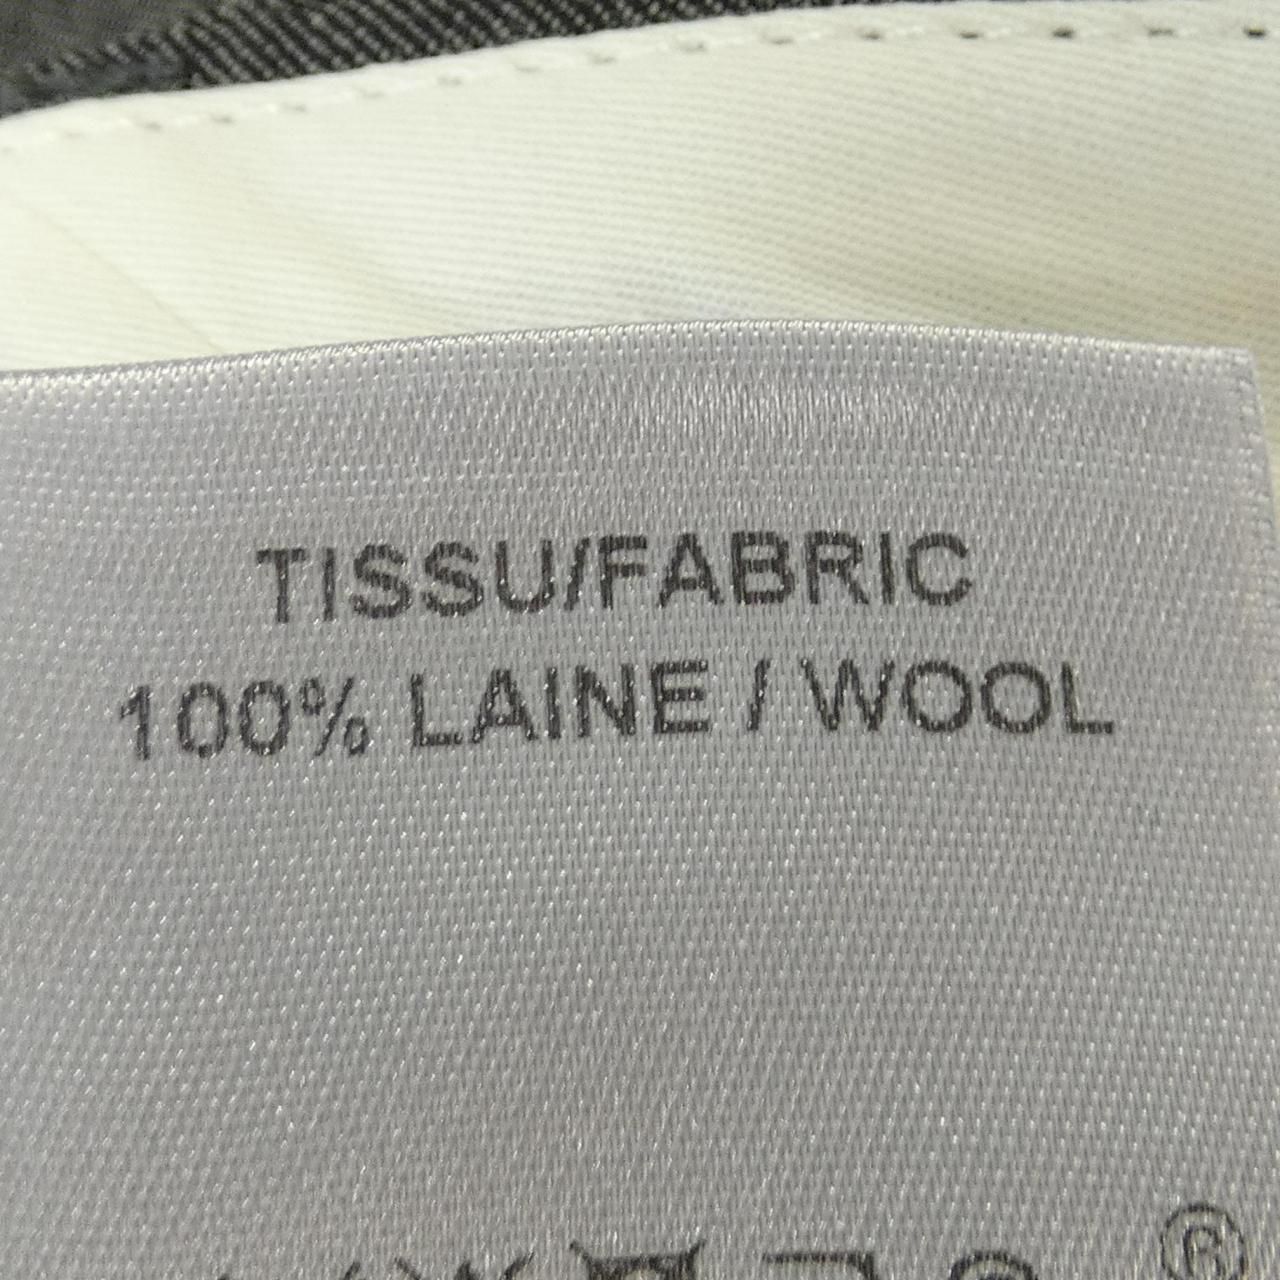 TISSU/FABRIC
100% LAINE / WOOL
®